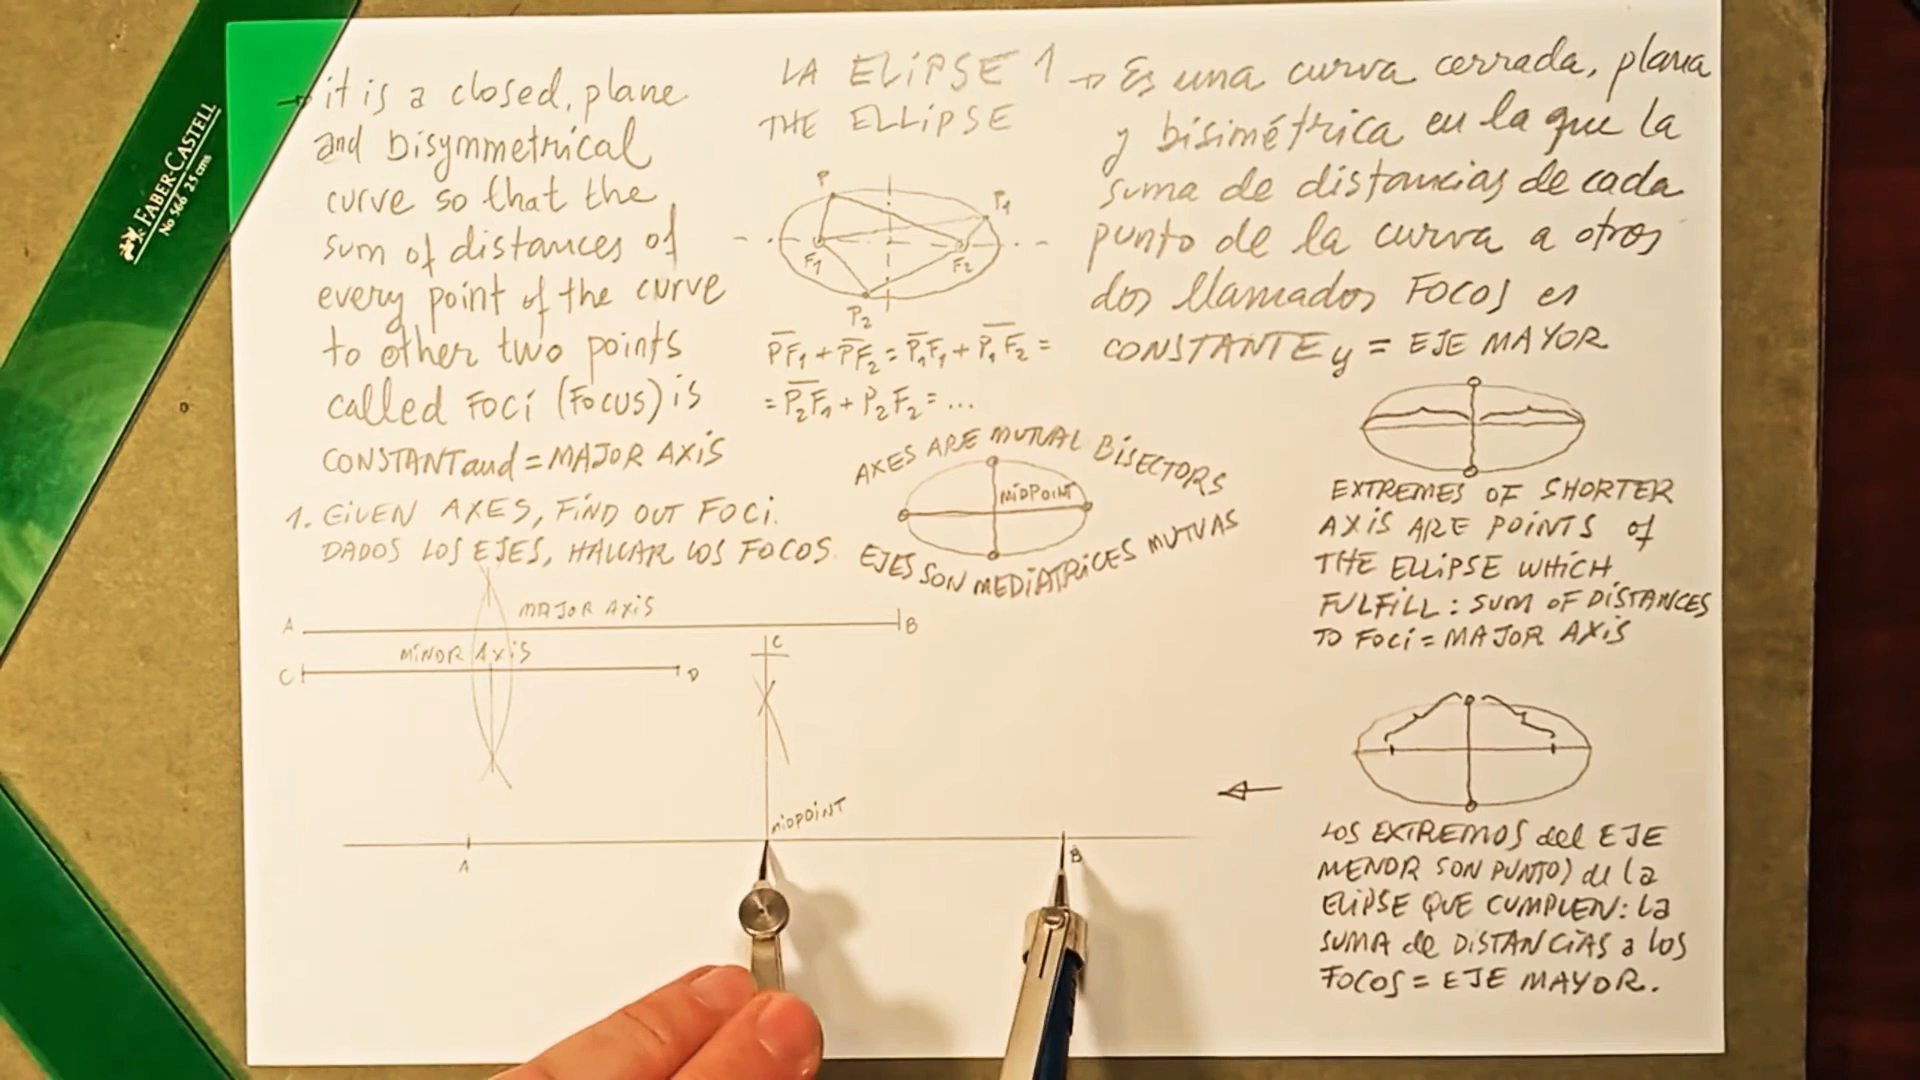 FABER-CASTELL
No 566 25 cms
LA ELIPSE 1
THE ELLIPSE
→ it is a closed, plane
and bisymmetrical
curve so that the
sum of distances of
every point of the curve
to other two points
called FOCi (FOCUS) is
CONSTANT and = MAJOR AXIS
→ Es una curva cerrada, plana
y bisimétrica en la que la
suma de distancias de cada
punto de la curva a otros
dos llamados FOCOS es
CONSTANTE y = EJE MAYOR
P
P1
F1
F2
P2
PF1 + PF2 = P1F1 + P1F2 =
= P2F1 + P2F2 = ...
AXES ARE MUTUAL BISECTORS
MIDPOINT
EJES SON MEDIATRICES MUTUAS
EXTREMES OF SHORTER
AXIS ARE POINTS of
THE ELLIPSE WHICH
FULFILL: SUM OF DISTANCES
TO FOCI = MAJOR AXIS
1. GIVEN AXES, FIND OUT FOCI.
DADOS LOS EJES, HALLAR LOS FOCOS.
MAJOR AXIS
A
B
MINOR AXIS
C
D
C
MIDPOINT
A
B
LOS EXTREMOS del EJE
MENOR SON PUNTOS de la
ELIPSE QUE CUMPLEN: La
SUMA de DISTANCIAS a LOS
FOCOS = EJE MAYOR.